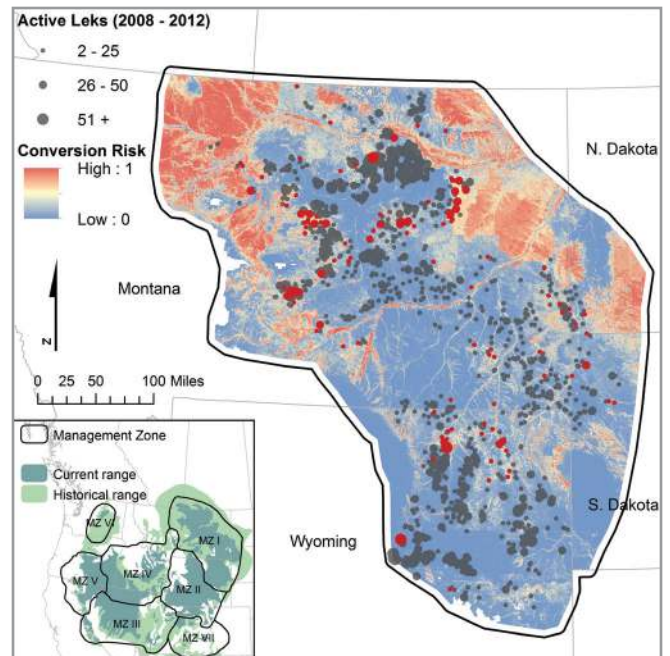 Active Leks (2008 - 2012)
2 - 25
26 - 50
51 +
Conversion Risk
High : 1
Low : 0
N. Dakota
Montana
N
0 25 50 100 Miles
S. Dakota
Wyoming
Management Zone
Current range
Historical range
MZ VI
MZ I
MZ V
MZ IV
MZ II
MZ III
MZ VII